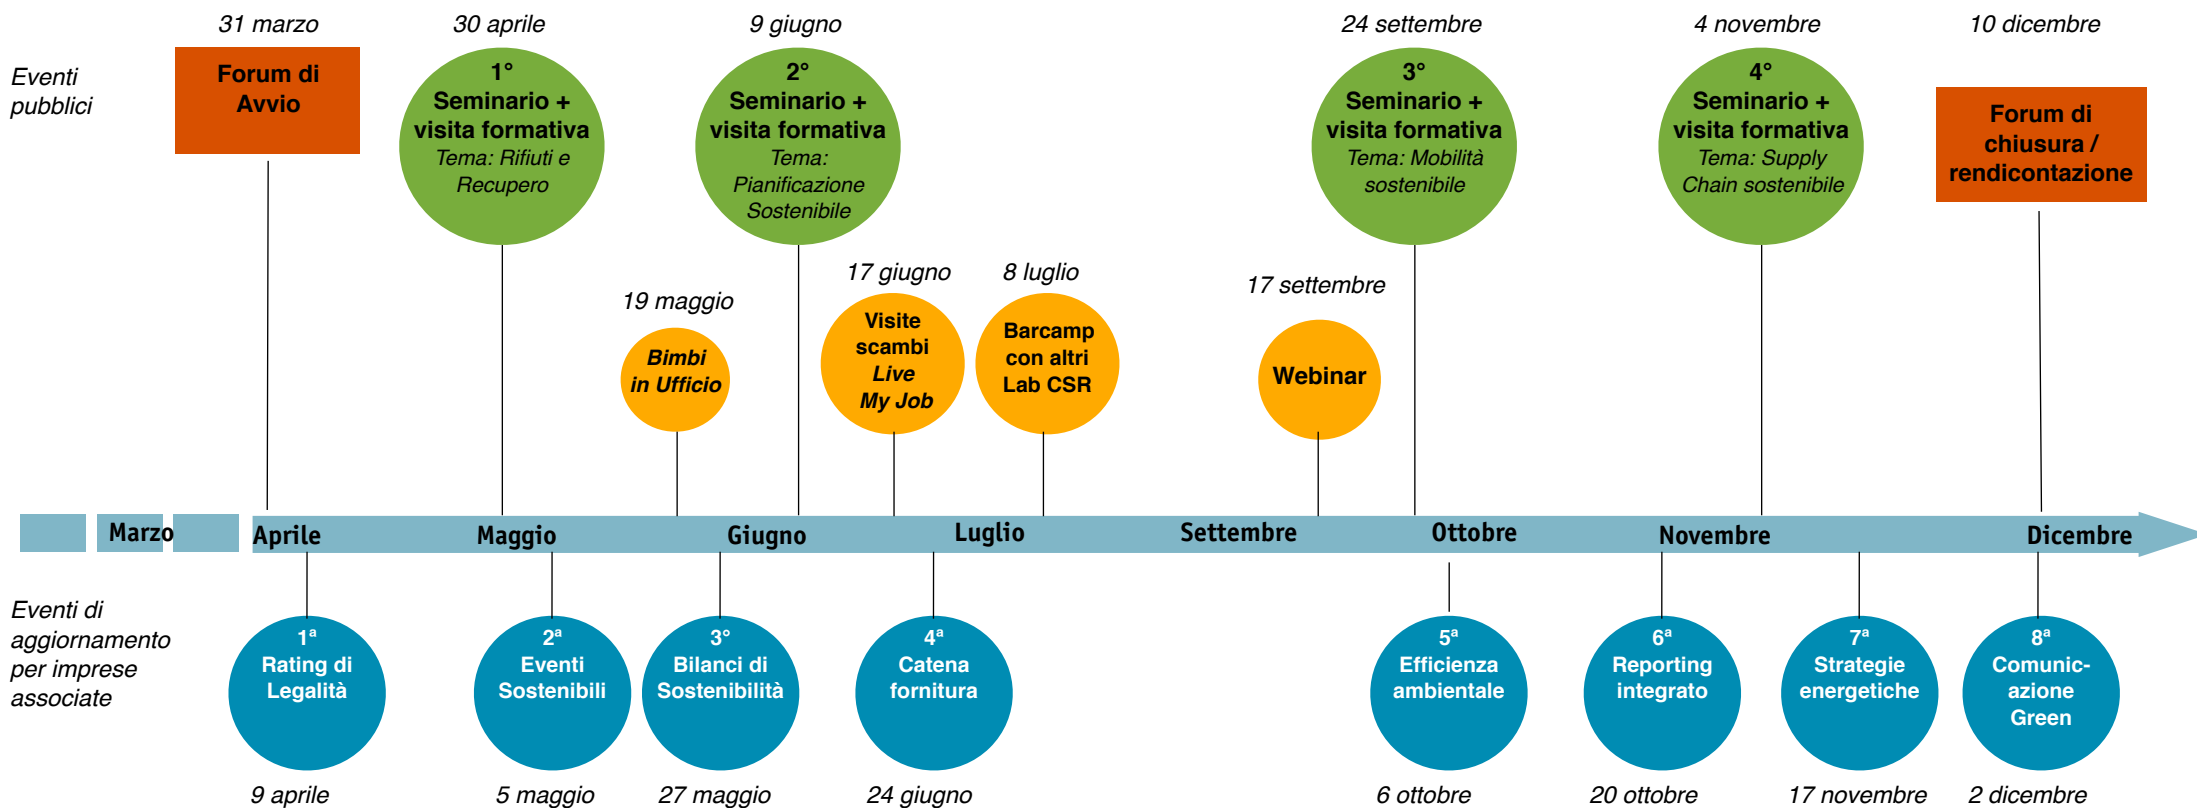 31 marzo
30 aprile
9 giugno
24 settembre
4 novembre
10 dicembre
Eventi
pubblici
Forum di
Avvio
1°
Seminario +
visita formativa
Tema: Rifiuti e
Recupero
2°
Seminario +
visita formativa
Tema:
Pianificazione
Sostenibile
3°
Seminario +
visita formativa
Tema: Mobilità
sostenibile
4°
Seminario +
visita formativa
Tema: Supply
Chain sostenibile
Forum di
chiusura /
rendicontazione
19 maggio
17 giugno
8 luglio
17 settembre
Bimbi
in Ufficio
Visite
scambi
Live
My Job
Barcamp
con altri
Lab CSR
Webinar
Marzo
Aprile
Maggio
Giugno
Luglio
Settembre
Ottobre
Novembre
Dicembre
Eventi di
aggiornamento
per imprese
associate
1ª
Rating di
Legalità
2ª
Eventi
Sostenibili
3°
Bilanci di
Sostenibilità
4ª
Catena
fornitura
5ª
Efficienza
ambientale
6ª
Reporting
integrato
7ª
Strategie
energetiche
8ª
Comunic-
azione
Green
9 aprile
5 maggio
27 maggio
24 giugno
6 ottobre
20 ottobre
17 novembre
2 dicembre